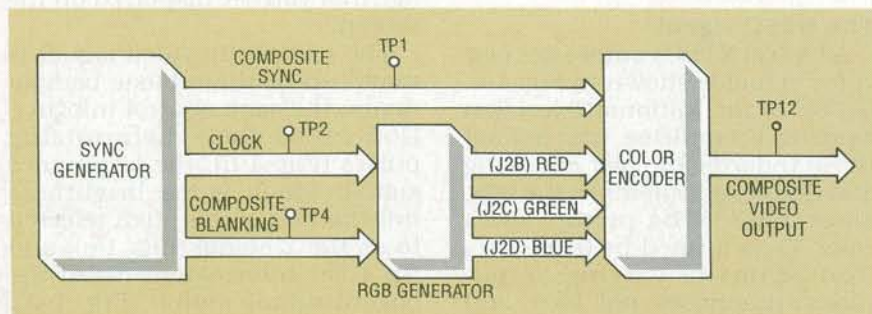 COMPOSITE
SYNC
TP1
SYNC
GENERATOR
CLOCK
TP2
COMPOSITE
BLANKING
TP4
(J2B) RED
(J2C) GREEN
(J2D) BLUE
RGB GENERATOR
COLOR
ENCODER
TP12
COMPOSITE
VIDEO
OUTPUT